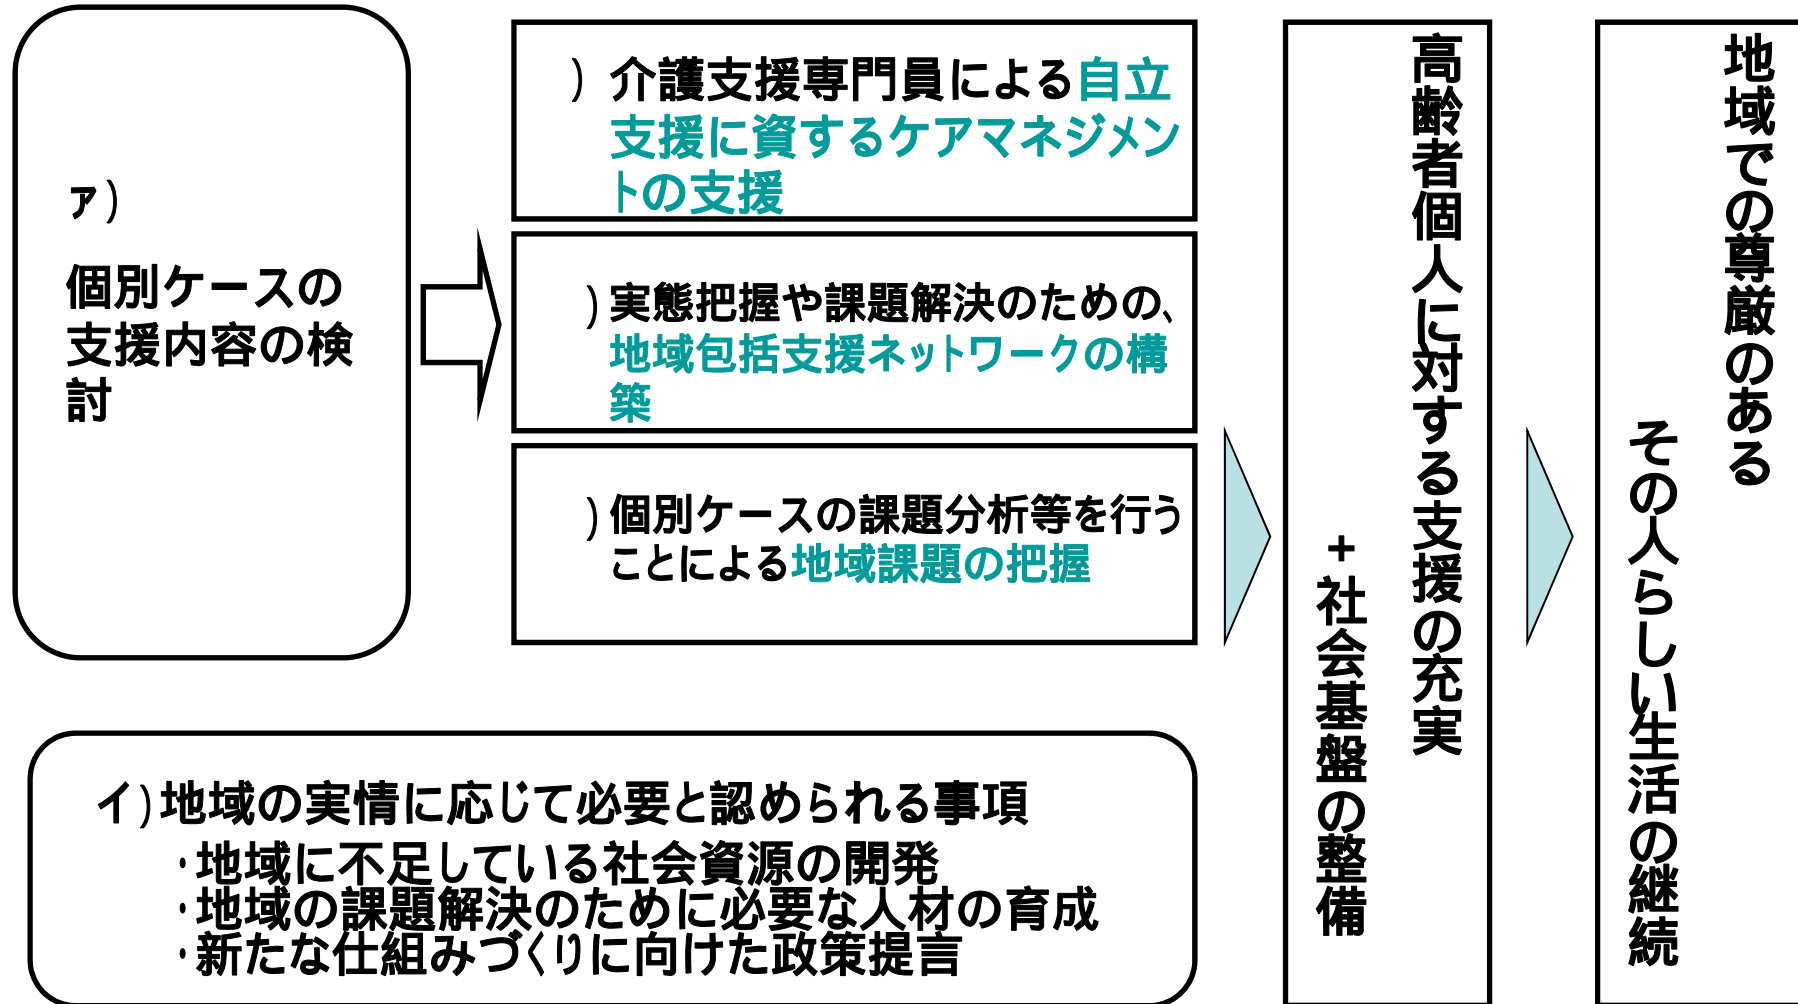 ア)
個別ケースの
支援内容の検
討
) 介護支援専門員による自立
支援に資するケアマネジメン
トの支援
) 実態把握や課題解決のための、
地域包括支援ネットワークの構
築
) 個別ケースの課題分析等を行う
ことによる地域課題の把握
イ) 地域の実情に応じて必要と認められる事項
・地域に不足している社会資源の開発
・地域の課題解決のために必要な人材の育成
・新たな仕組みづくりに向けた政策提言
高齢者個人に対する支援の充実
+社会基盤の整備
地域での尊厳のある
その人らしい生活の継続